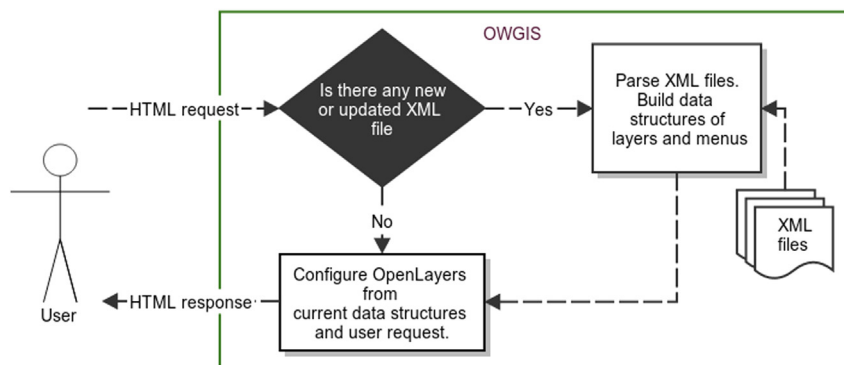 OWGIS
Is there any new
or updated XML
file
Parse XML files.
Build data
structures of
layers and menus
HTML request
Yes
No
XML
files
Configure OpenLayers
from
current data structures
and user request.
HTML response
User